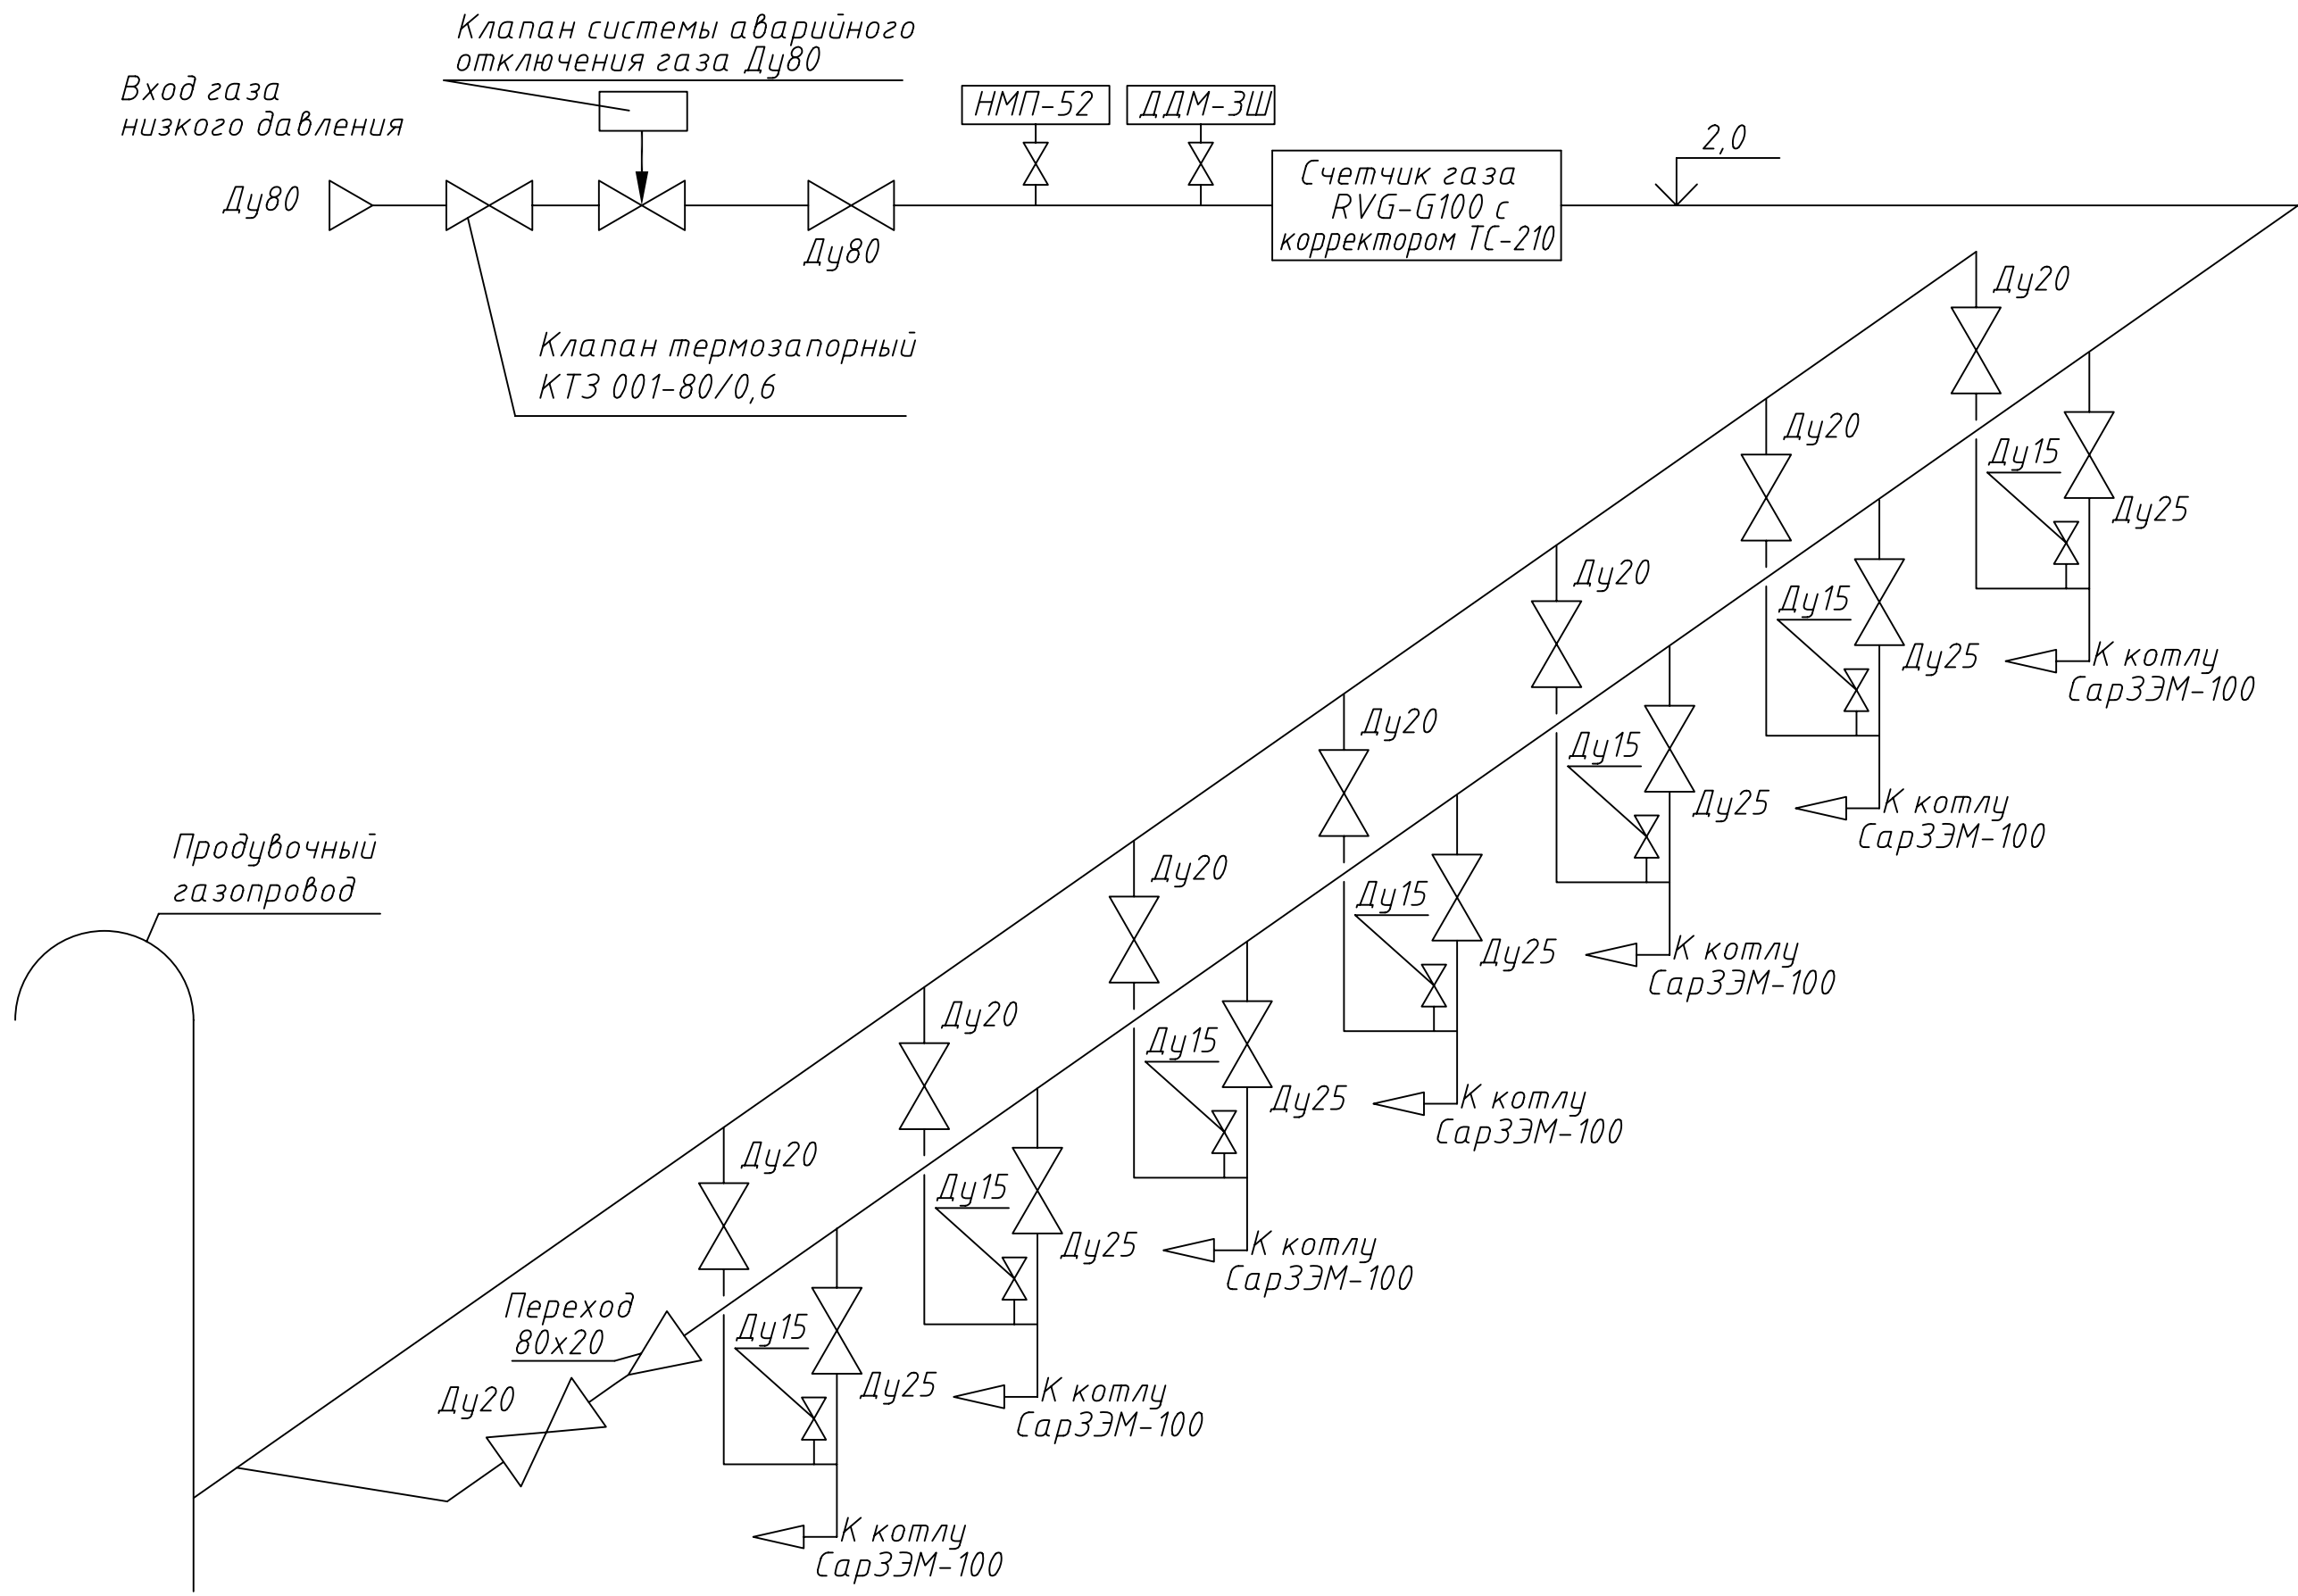 Клапан системы аварийного
отключения газа Ду80
Вход газа
низкого давления
НМП-52
ДДМ-3Ш
2,0
Счетчик газа
RVG-G100 с
корректором ТС-210
Ду80
Ду80
Клапан термозапорный
КТЗ 001-80/0,6
Ду20
Ду15
Ду25
К котлу
СарЗЭМ-100
Ду20
Ду15
Ду25
К котлу
СарЗЭМ-100
Ду20
Ду15
Ду25
К котлу
СарЗЭМ-100
Ду20
Ду15
Ду25
К котлу
СарЗЭМ-100
Ду20
Ду15
Ду25
К котлу
СарЗЭМ-100
Ду20
Ду15
Ду25
К котлу
СарЗЭМ-100
Ду20
Ду15
Ду25
К котлу
СарЗЭМ-100
Продувочный
газопровод
Переход
80х20
Ду20